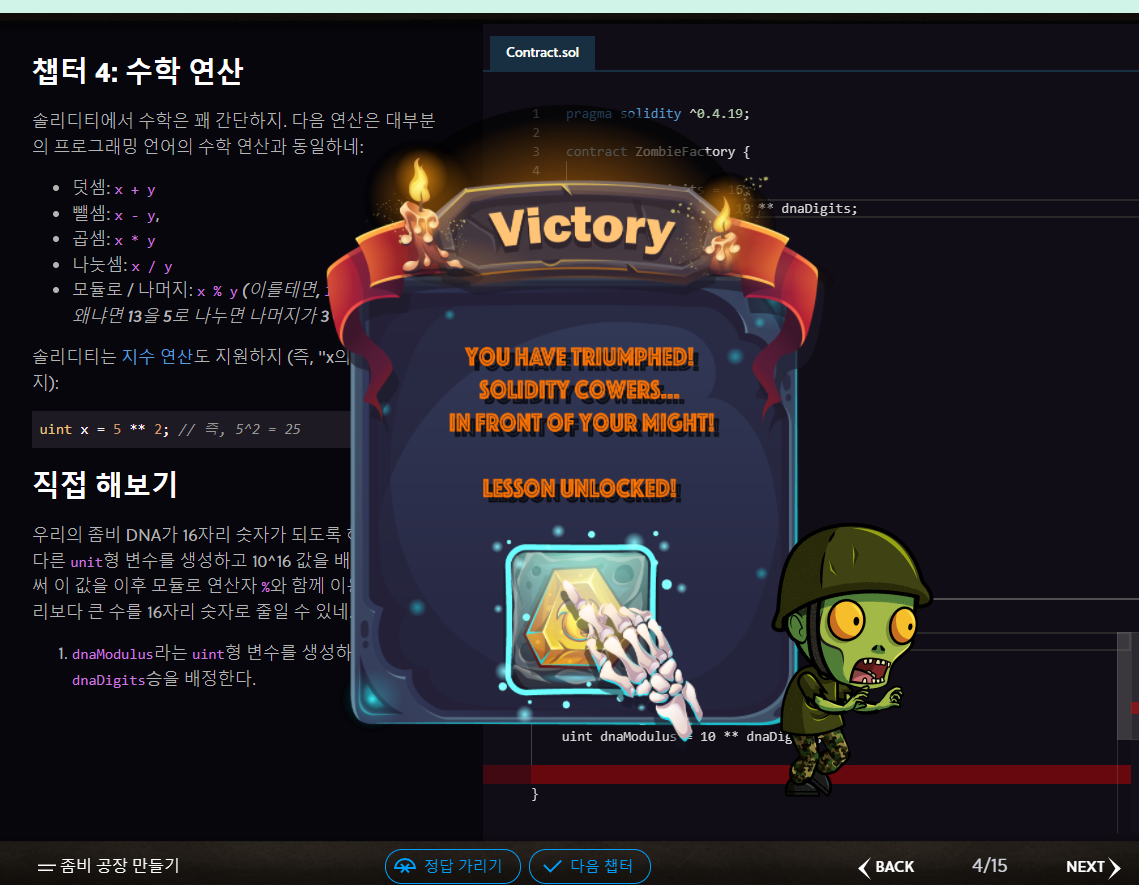 챕터 4: 수학 연산
솔리디티에서 수학은 꽤 간단하지. 다음 연산은 대부분
의 프로그래밍 언어의 수학 연산과 동일하네:
덧셈: x + y
뺄셈: x - y,
곱셈: x * y
나눗셈: x / y
모듈로 / 나머지: x % y (이를테면,
왜냐면 13을 5로 나누면 나머지가 3
솔리디티는 지수 연산도 지원하지 (즉, "x의
지):
uint x = 5 ** 2; // 즉, 5^2 = 25
직접 해보기
우리의 좀비 DNA가 16자리 숫자가 되도록
다른 unit형 변수를 생성하고 10^16 값을 배
써 이 값을 이후 모듈로 연산자 %와 함께
리보다 큰 수를 16자리 숫자로 줄일 수 있네.
1. dnaModulus라는 uint형 변수를 생성하
dnaDigits승을 배정한다.
Contract.sol
1 pragma solidity ^0.4.19;
2
3 contract ZombieFactory {
4
= 16;
10 ** dnaDigits;
Victory
YOU HAVE TRIUMPHED!
SOLIDITY COWERS...
IN FRONT OF YOUR MIGHT!
LESSON UNLOCKED!
uint dnaModulus = 10 ** dnaDig
}
좀비 공장 만들기
정답 가리기
다음 챕터
BACK
4/15
NEXT